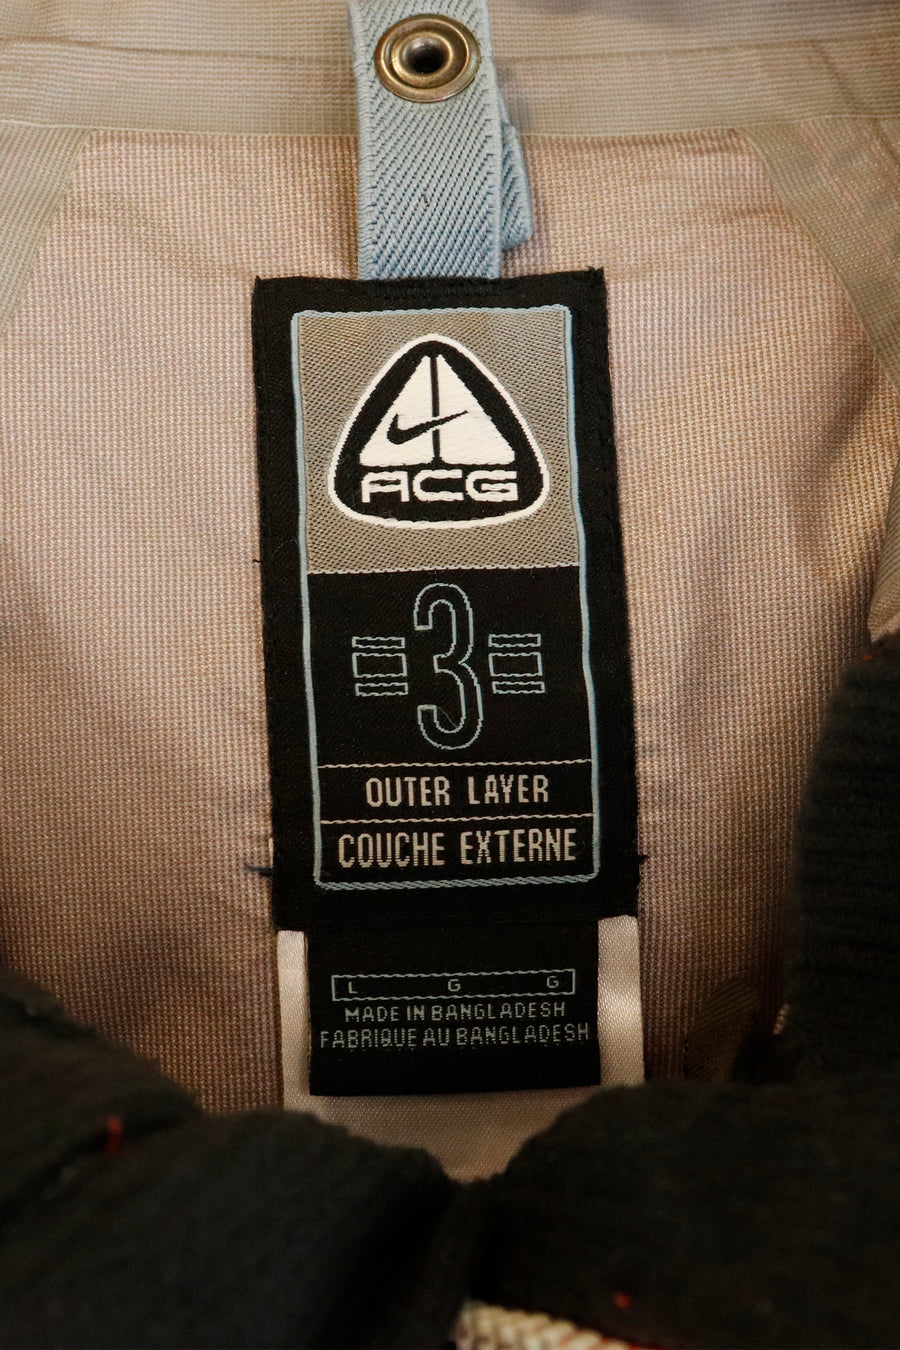 ACG
3
OUTER LAYER
COUCHE EXTERNE
L G G
MADE IN BANGLADESH
FABRIQUE AU BANGLADESH